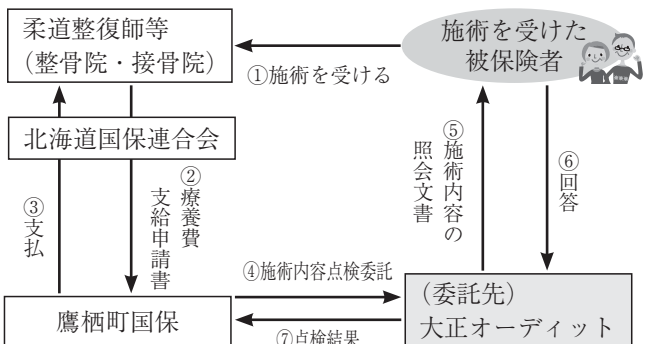 柔道整復師等
（整骨院・接骨院）
施術を受けた
被保険者
①施術を受ける
北海道国保連合会
③支払
②療養費
支給申請書
⑤施術内容の
照会文書
⑥回答
④施術内容点検委託
鷹栖町国保
（委託先）
大正オーディット
⑦点検結果